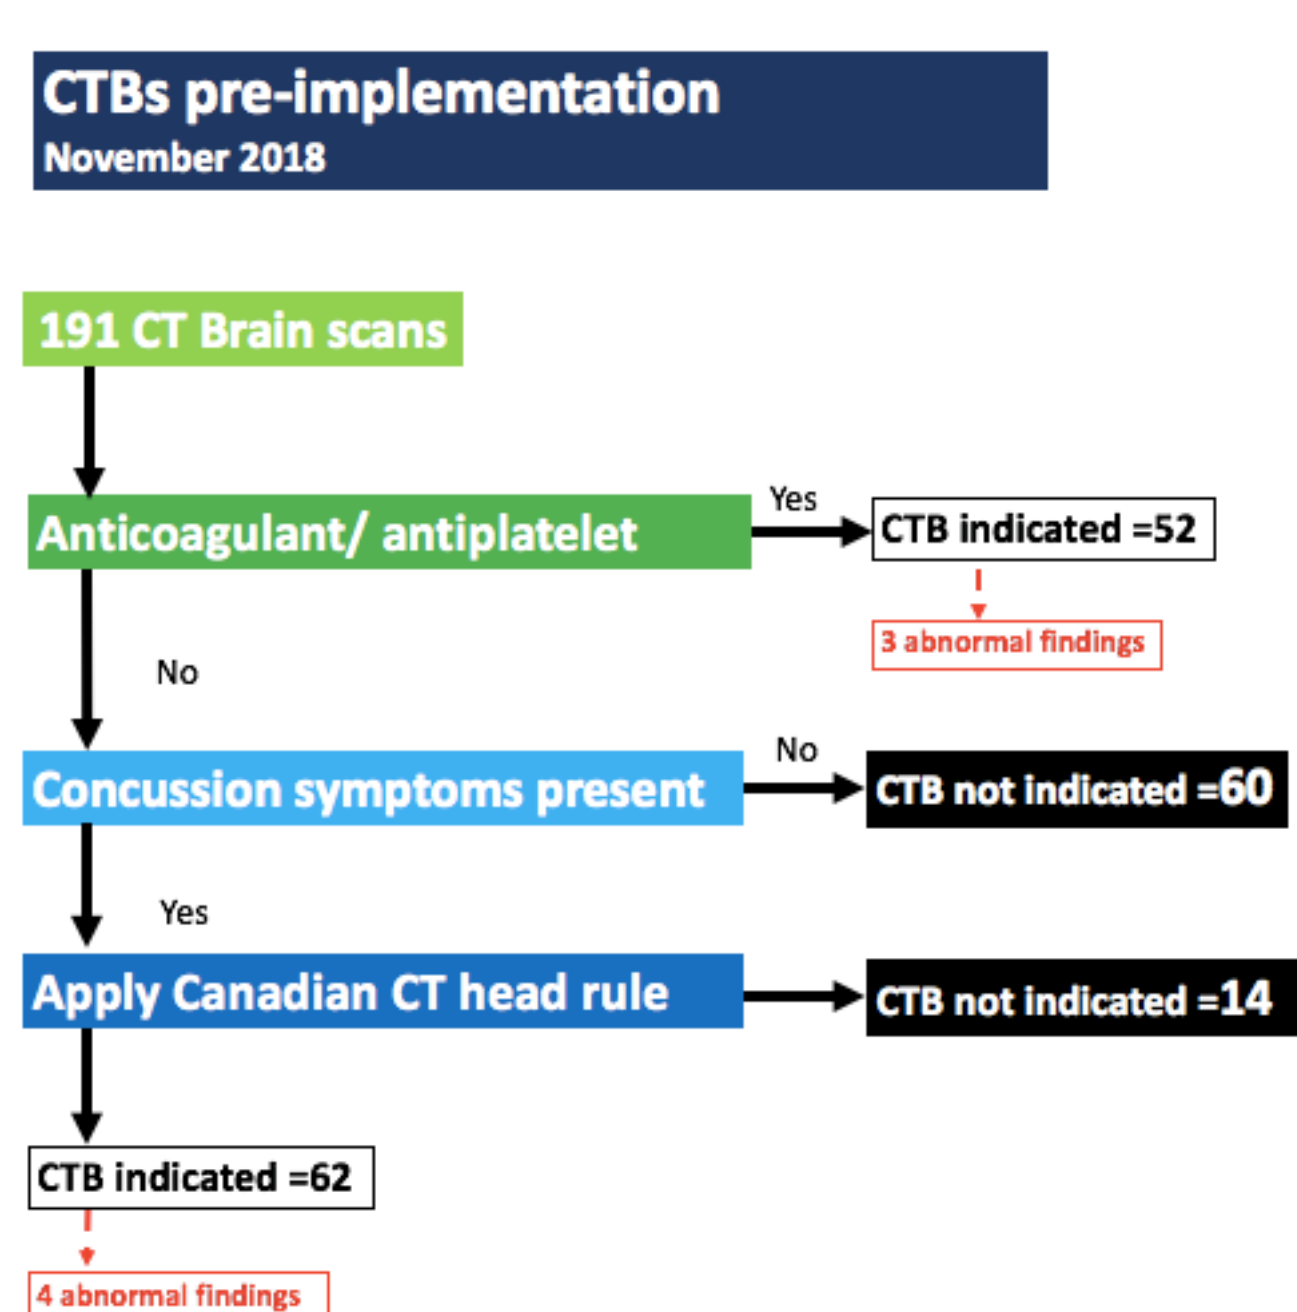 CTBs pre-implementation
November 2018
191 CT Brain scans
Anticoagulant/ antiplatelet
Yes
CTB indicated =52
3 abnormal findings
No
Concussion symptoms present
No
CTB not indicated =60
Yes
Apply Canadian CT head rule
CTB not indicated =14
CTB indicated =62
4 abnormal findings